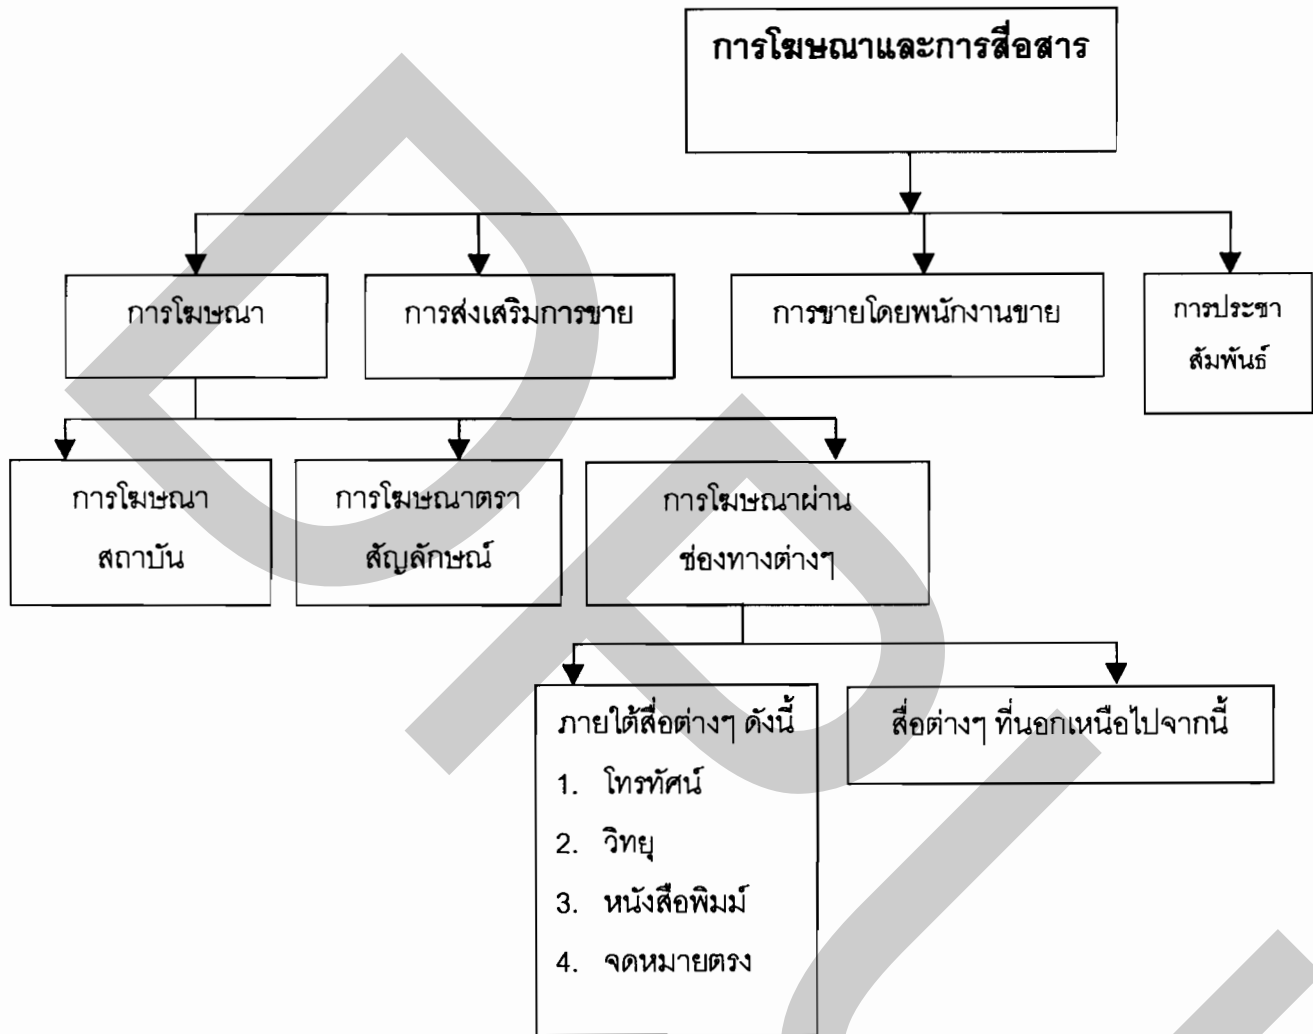 การโฆษณาและการสื่อสาร
การโฆษณา
การส่งเสริมการขาย
การขายโดยพนักงานขาย
การประชา
สัมพันธ์
การโฆษณา
สถาบัน
การโฆษณาตรา
สัญลักษณ์
การโฆษณาผ่าน
ช่องทางต่างๆ
ภายใต้สื่อต่างๆ ดังนี้
1. โทรทัศน์
2. วิทยุ
3. หนังสือพิมม์
4. จดหมายตรง
สื่อต่างๆ ที่นอกเหนือไปจากนี้